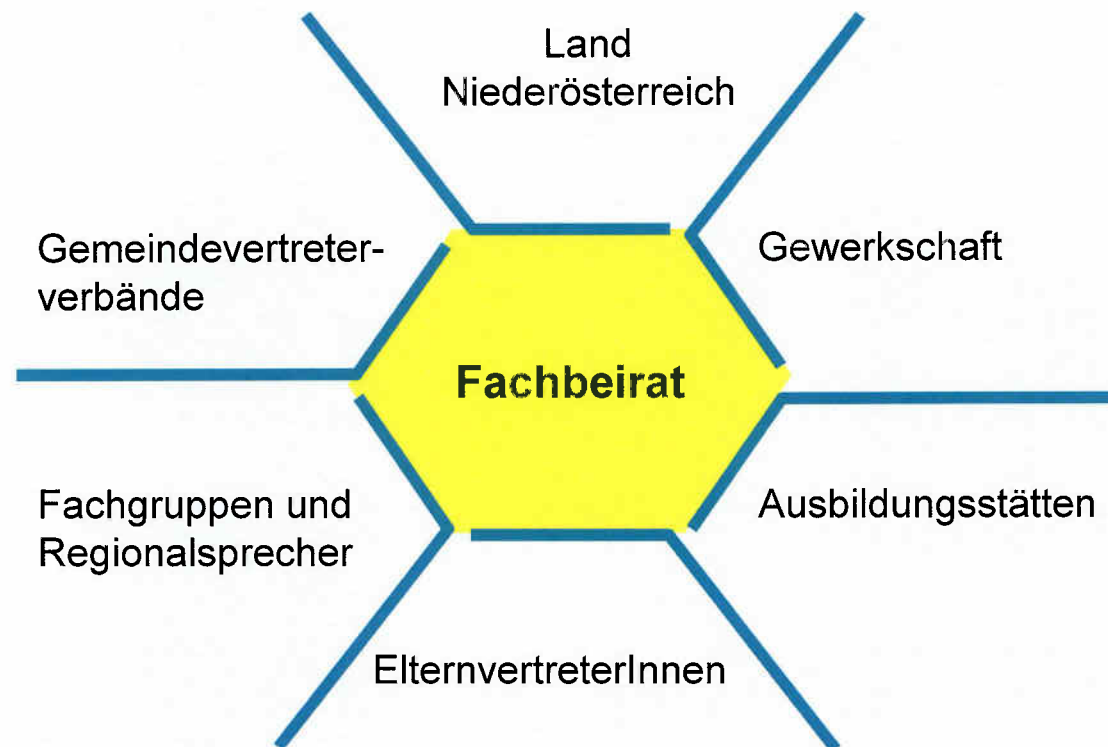 Land
Niederösterreich
Gemeindevertreter-
verbände
Gewerkschaft
Fachbeirat
Fachgruppen und
Regionalsprecher
Ausbildungsstätten
ElternvertreterInnen